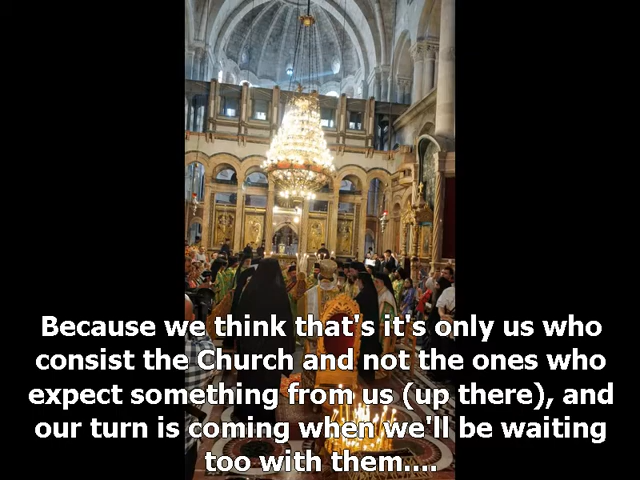 Because we think that's it's only us who
consist the Church and not the ones who
expect something from us (up there), and
our turn is coming when we'll be waiting
too with them....